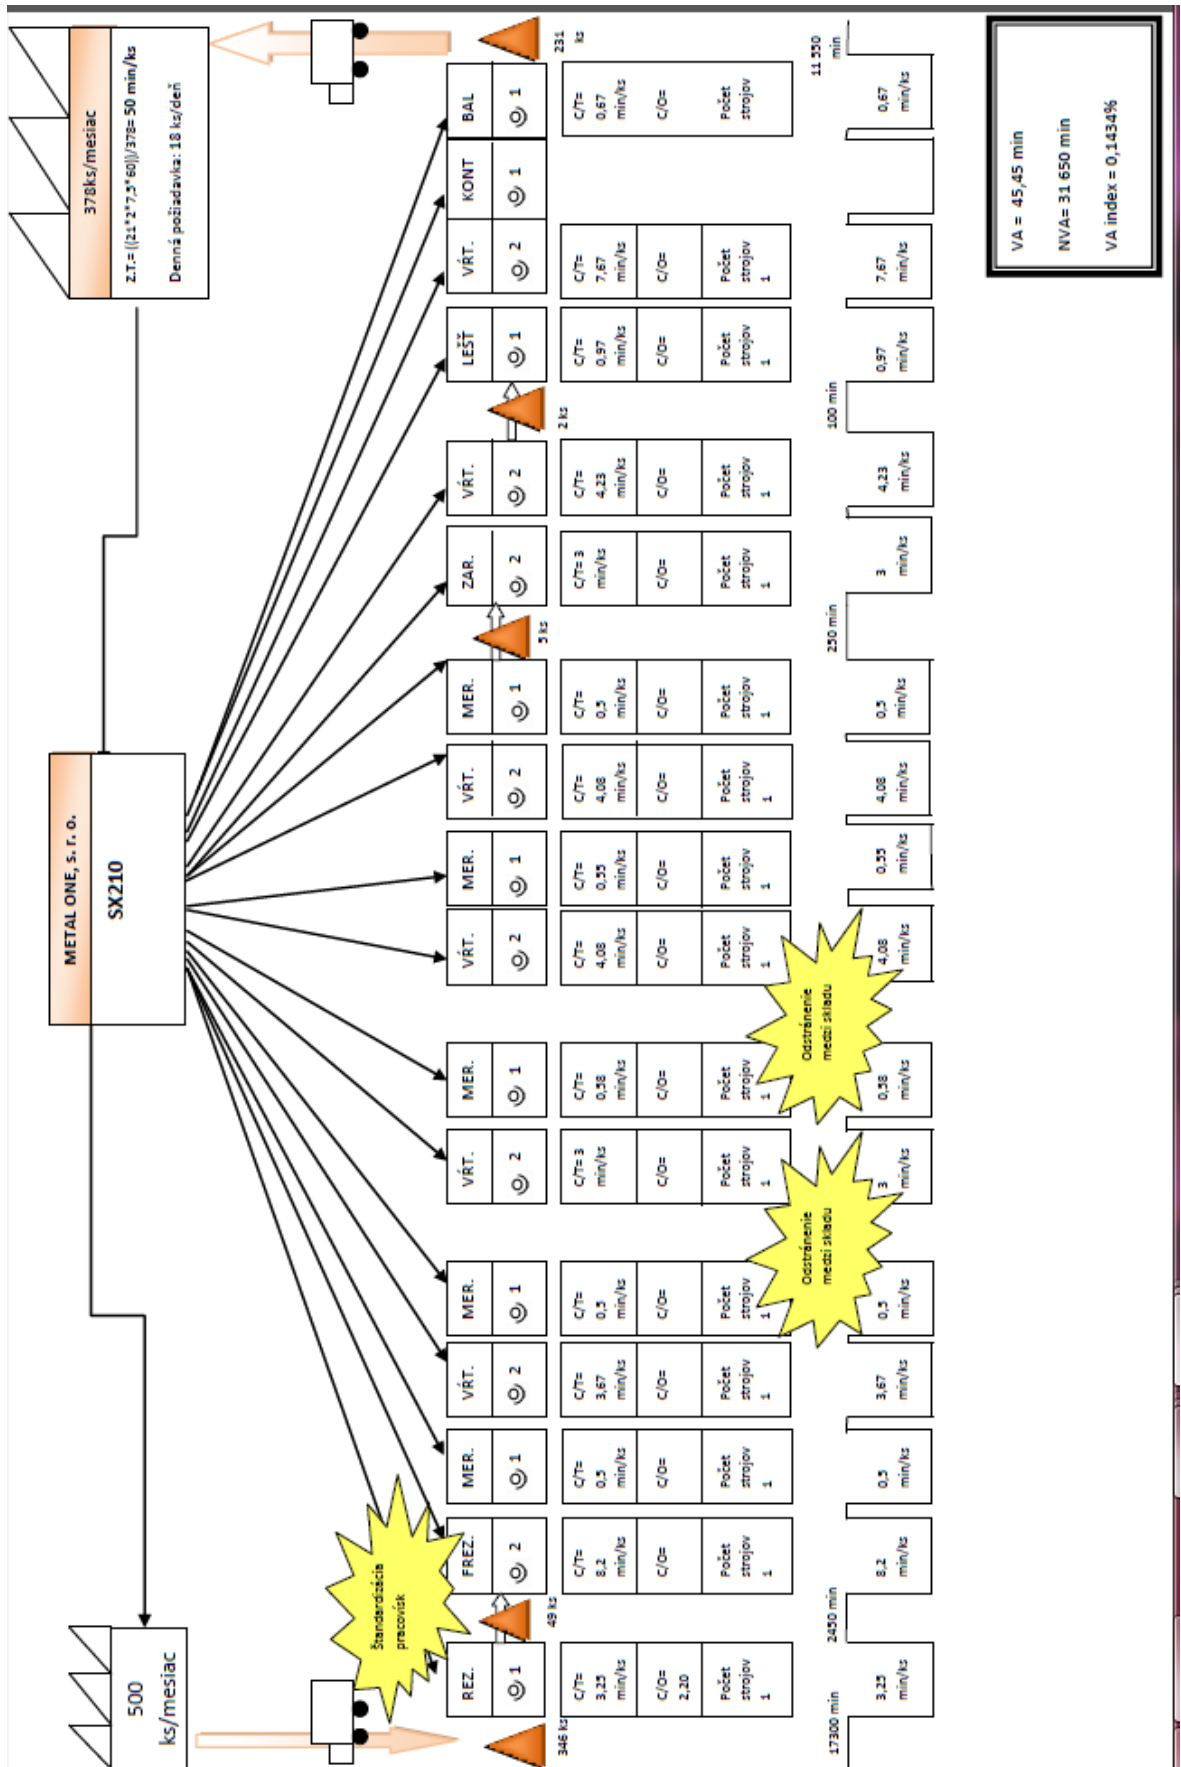 500
ks/mesiac
METAL ONE, s. r. o.
SX210
378ks/mesiac
Z.T.= ((21*2*7,5*60))/378= 50 min/ks
Denná požiadavka: 18 ks/deň
Štandardizácia
pracovísk
346 ks
REZ.
1
C/T=
3,25
min/ks
C/O=
2,20
Počet
strojov
1
49 ks
FREZ.
2
C/T=
8,2
min/ks
C/O=
Počet
strojov
1
MER.
1
C/T=
0,5
min/ks
C/O=
Počet
strojov
1
VŔT.
2
C/T=
3,67
min/ks
C/O=
Počet
strojov
1
MER.
1
C/T=
0,5
min/ks
C/O=
Počet
strojov
1
Odstránenie
medzi skladu
VŔT.
2
C/T= 3
min/ks
C/O=
Počet
strojov
1
MER.
1
C/T=
0,58
min/ks
C/O=
Počet
strojov
1
Odstránenie
medzi skladu
VŔT.
2
C/T=
4,08
min/ks
C/O=
Počet
strojov
1
MER.
1
C/T=
0,55
min/ks
C/O=
Počet
strojov
1
VŔT.
2
C/T=
4,08
min/ks
C/O=
Počet
strojov
1
MER.
1
C/T=
0,5
min/ks
C/O=
Počet
strojov
1
5 ks
ZAR.
2
C/T= 3
min/ks
C/O=
Počet
strojov
1
VŔT.
2
C/T=
4,23
min/ks
C/O=
Počet
strojov
1
2 ks
LEŠT
1
C/T=
0,97
min/ks
C/O=
Počet
strojov
1
VŔT.
2
C/T=
7,67
min/ks
C/O=
Počet
strojov
1
KONT
1
BAL
1
C/T=
0,67
min/ks
C/O=
Počet
strojov
231
ks
17300 min
3,25
min/ks
2450 min
8,2
min/ks
0,5
min/ks
3,67
min/ks
0,5
min/ks
3
min/ks
0,58
min/ks
4,08
min/ks
0,55
min/ks
4,08
min/ks
0,5
min/ks
250 min
3
min/ks
4,23
min/ks
100 min
0,97
min/ks
7,67
min/ks
0,67
min/ks
11 550
min
VA = 45,45 min
NVA= 31 650 min
VA index = 0,1434%